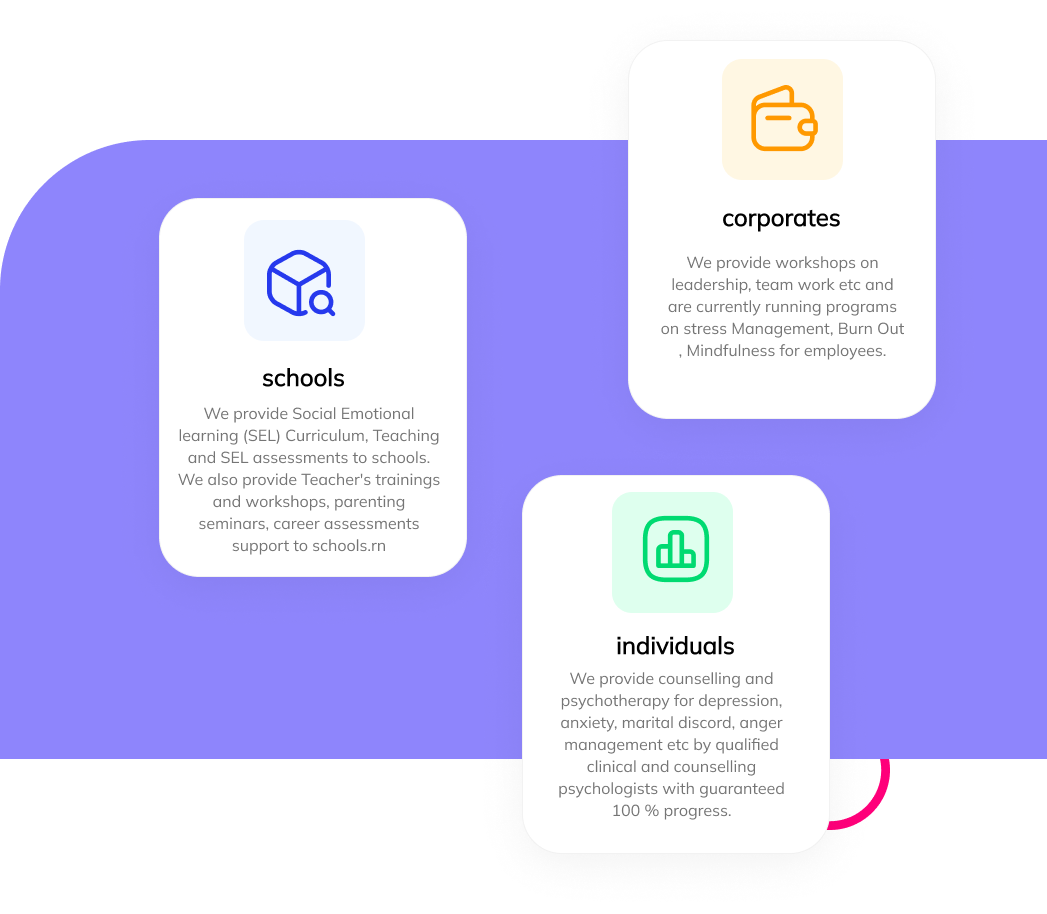 corporates
We provide workshops on
leadership, team work etc and
are currently running programs
on stress Management, Burn Out
, Mindfulness for employees.
schools
We provide Social Emotional
learning (SEL) Curriculum, Teaching
and SEL assessments to schools.
We also provide Teacher's trainings
and workshops, parenting
seminars, career assessments
support to schools.rn
individuals
We provide counselling and
psychotherapy for depression,
anxiety, marital discord, anger
management etc by qualified
clinical and counselling
psychologists with guaranteed
100 % progress.